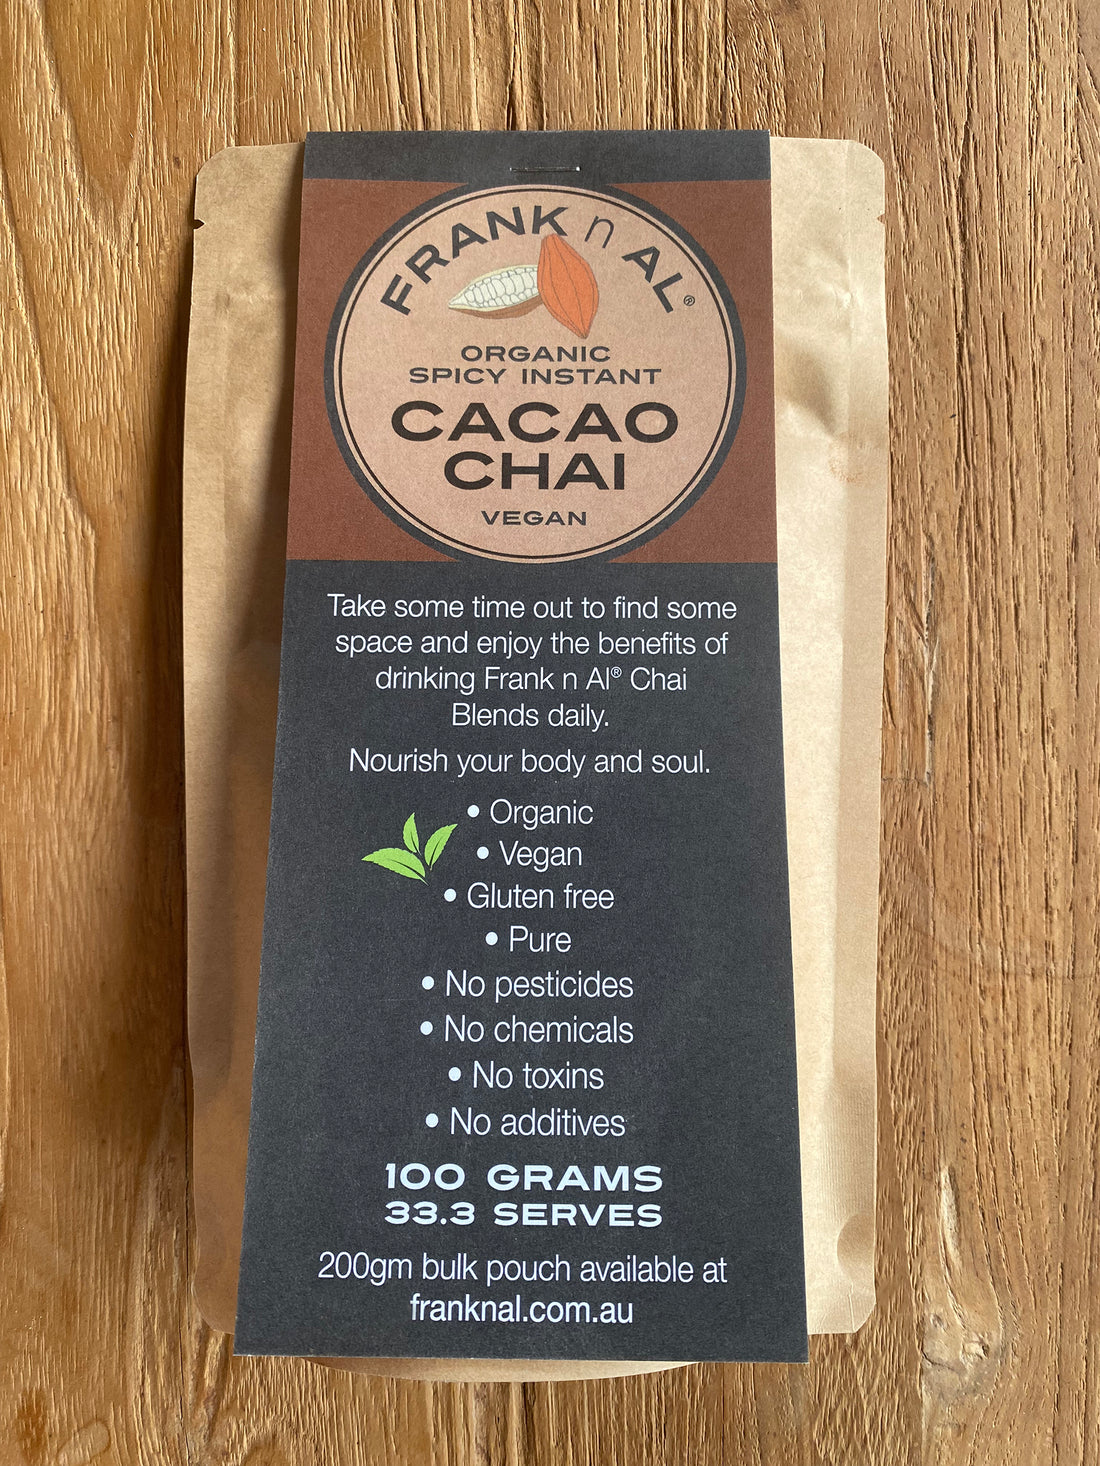 FRANK n AL®
ORGANIC
SPICY INSTANT
CACAO
CHAI
VEGAN
Take some time out to find some
space and enjoy the benefits of
drinking Frank n Al® Chai
Blends daily.
Nourish your body and soul.
• Organic
• Vegan
• Gluten free
• Pure
• No pesticides
• No chemicals
• No toxins
• No additives
100 GRAMS
33.3 SERVES
200gm bulk pouch available at
franknal.com.au